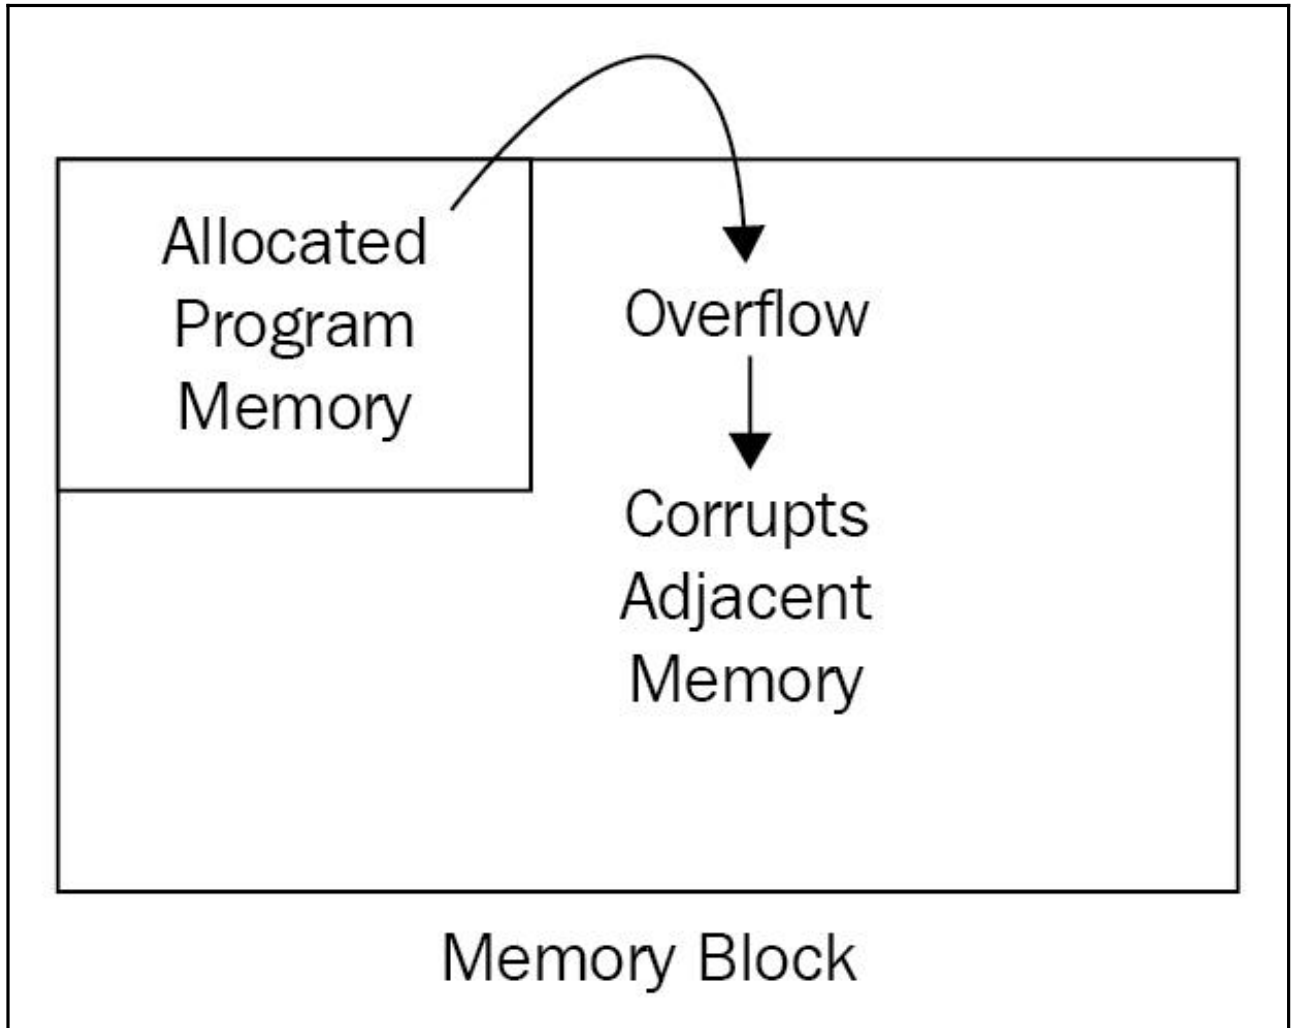 Allocated
Program
Memory
Overflow
Corrupts
Adjacent
Memory
Memory Block